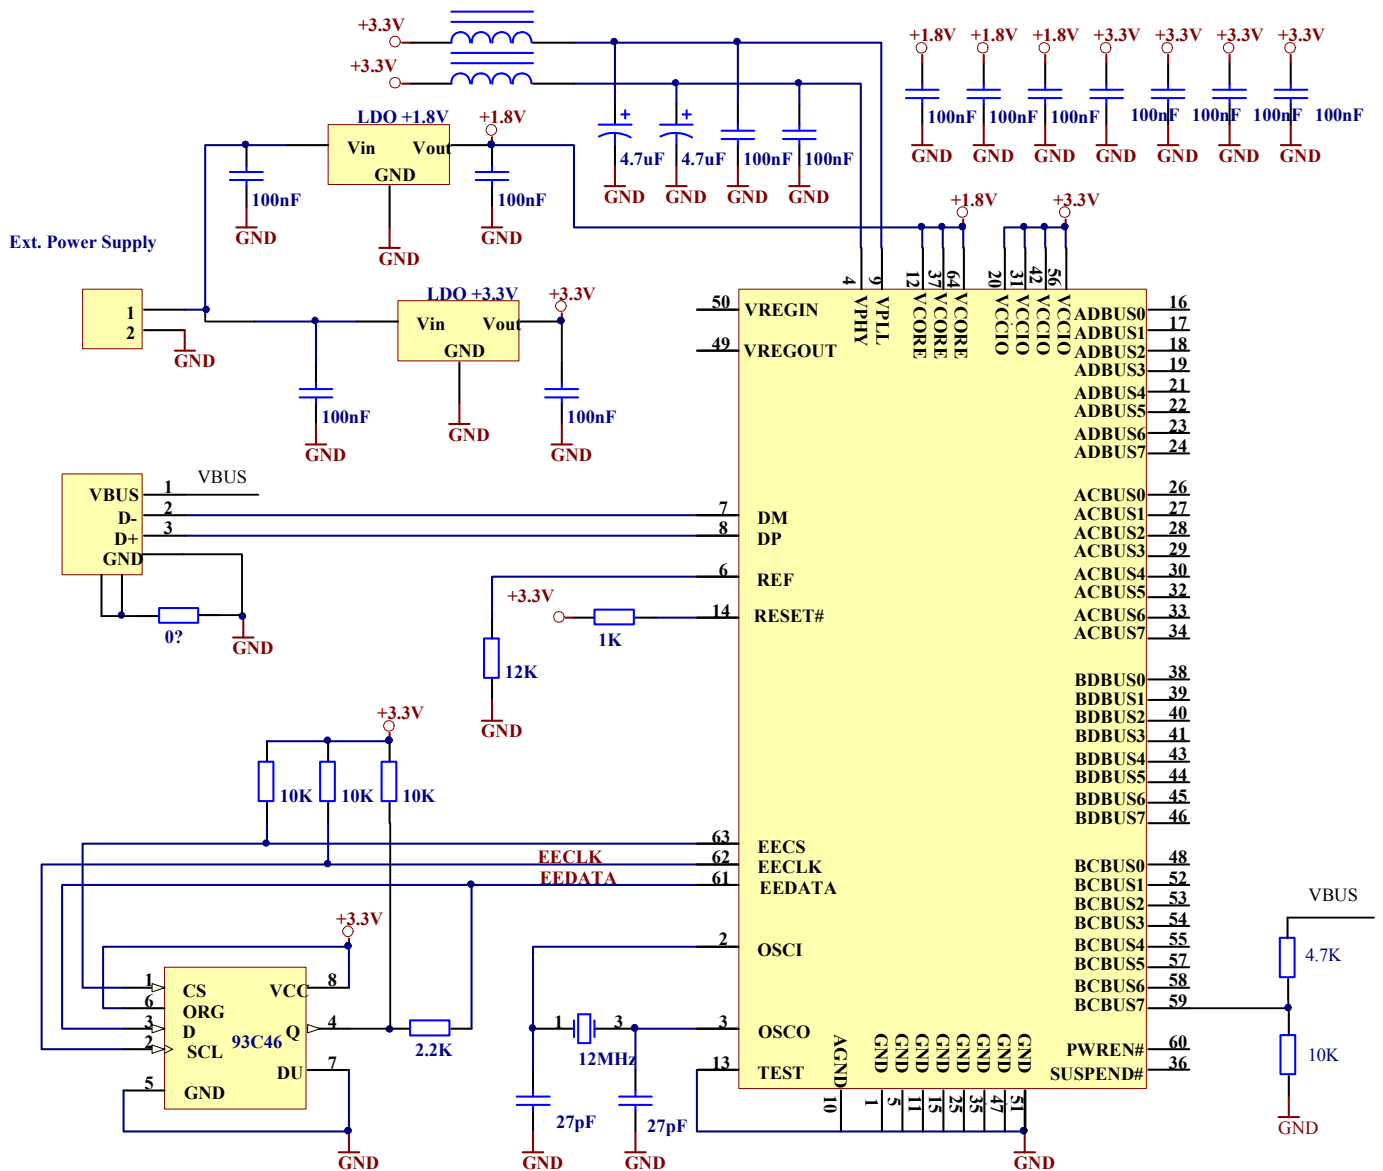 +3.3V
+3.3V
4.7uF
4.7uF
100nF
100nF
GND
GND
GND
GND
+1.8V
+1.8V
+1.8V
+3.3V
+3.3V
+3.3V
+3.3V
100nF
100nF
100nF
100nF
100nF
100nF
100nF
GND
GND
GND
GND
GND
GND
GND
LDO +1.8V
Vin
Vout
GND
+1.8V
100nF
100nF
GND
GND
GND
Ext. Power Supply
1
2
GND
LDO +3.3V
Vin
Vout
GND
+3.3V
100nF
100nF
GND
GND
GND
+1.8V
+3.3V
4
9
12
37
64
20
31
42
56
VPHY
VPLL
VCORE
VCORE
VCORE
VCCIO
VCCIO
VCCIO
VCCIO
50
VREGIN
49
VREGOUT
VBUS
1
VBUS
D-
2
D+
3
GND
0?
GND
7
DM
8
DP
6
REF
14
RESET#
+3.3V
1K
12K
GND
+3.3V
10K
10K
10K
63
EECS
EECLK
62
EECLK
EEDATA
61
EEDATA
+3.3V
1
CS
6
ORG
3
D
2
SCL
5
GND
93C46
VCC
8
Q
4
DU
7
2.2K
GND
2
OSCI
1
3
12MHz
3
OSCO
13
TEST
27pF
27pF
GND
GND
AGND
GND
GND
GND
GND
GND
GND
GND
GND
10
1
5
11
15
25
35
47
51
GND
ADBUS0
16
ADBUS1
17
ADBUS2
18
ADBUS3
19
ADBUS4
21
ADBUS5
22
ADBUS6
23
ADBUS7
24
ACBUS0
26
ACBUS1
27
ACBUS2
28
ACBUS3
29
ACBUS4
30
ACBUS5
32
ACBUS6
33
ACBUS7
34
BDBUS0
38
BDBUS1
39
BDBUS2
40
BDBUS3
41
BDBUS4
43
BDBUS5
44
BDBUS6
45
BDBUS7
46
BCBUS0
48
BCBUS1
52
BCBUS2
53
BCBUS3
54
BCBUS4
55
BCBUS5
57
BCBUS6
58
BCBUS7
59
PWREN#
60
SUSPEND#
36
VBUS
4.7K
10K
GND